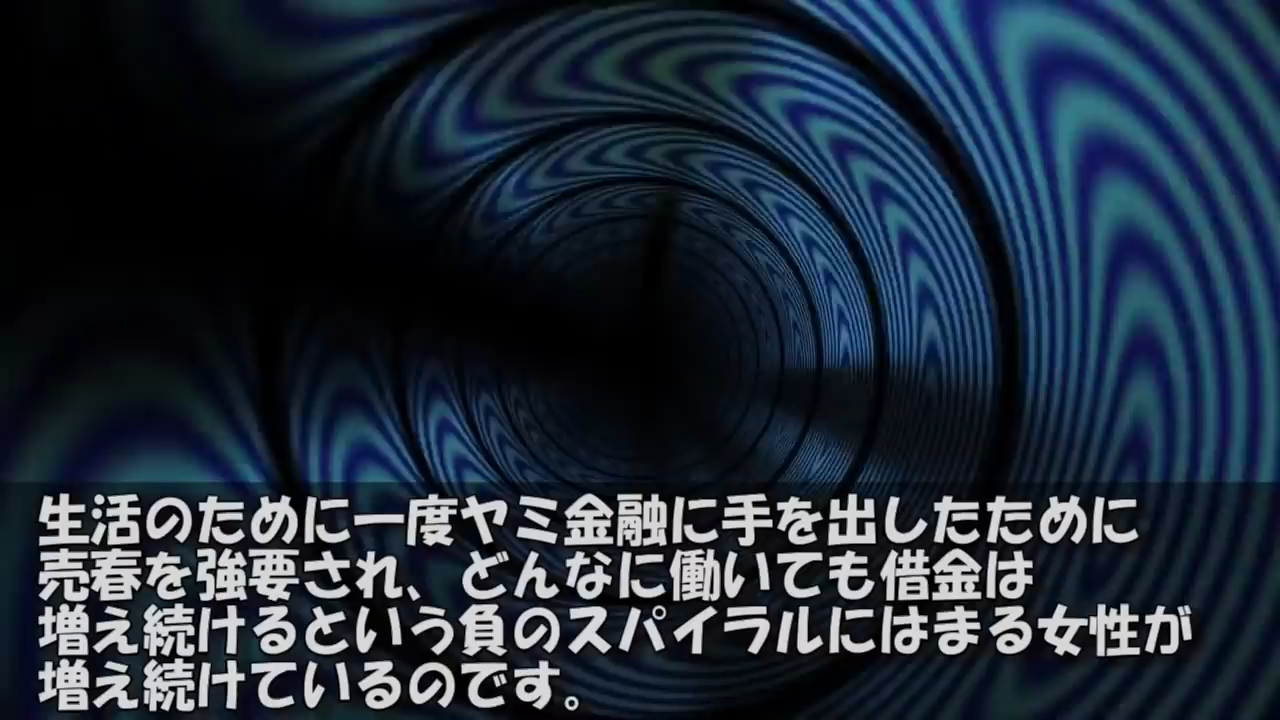 生活のために一度ヤミ金融に手を出したために
売春を強要され、どんなに働いても借金は
増え続けるという負のスパイラルにはまる女性が
増え続けているのです。